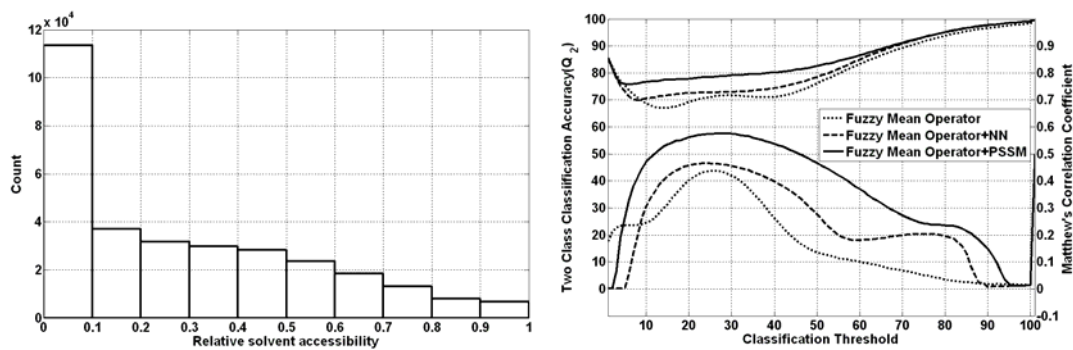 12 x 10⁴
10
8
6
4
2
0
Count
0 0.1 0.2 0.3 0.4 0.5 0.6 0.7 0.8 0.9 1
Relative solvent accessibility
100
90
80
70
60
50
40
30
20
10
0
Two Class Classification Accuracy(Q₂)
Fuzzy Mean Operator
Fuzzy Mean Operator+NN
Fuzzy Mean Operator+PSSM
0.9
0.8
0.7
0.6
0.5
0.4
0.3
0.2
0.1
0
-0.1
Matthew's Correlation Coefficient
10 20 30 40 50 60 70 80 90 100
Classification Threshold